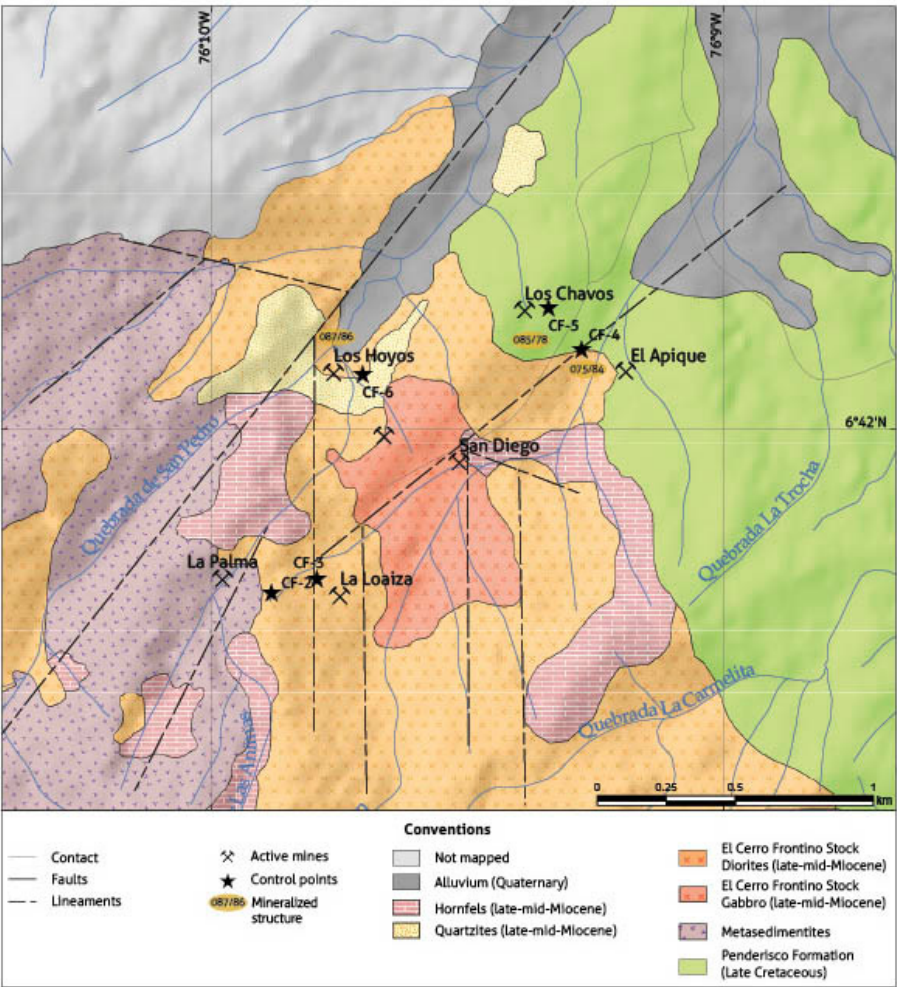 76°10'W
76°9'W
Los Chavos
CF-5
087/86
085/78
CF-4
Los Hoyos
El Apique
075/84
CF-6
6°42'N
San Diego
Quebrada de San Pedro
Quebrada La Trocha
La Palma
CF-3
CF-2
La Loaiza
Quebrada La Carmelita
Las Animas
0 0.25 0.5 1
km
Conventions
Contact
Faults
Lineaments
Active mines
Control points
087/86 Mineralized
structure
Not mapped
Alluvium (Quaternary)
Hornfels (late-mid-Miocene)
Quartzites (late-mid-Miocene)
El Cerro Frontino Stock
Diorites (late-mid-Miocene)
El Cerro Frontino Stock
Gabbro (late-mid-Miocene)
Metasedimentites
Penderisco Formation
(Late Cretaceous)